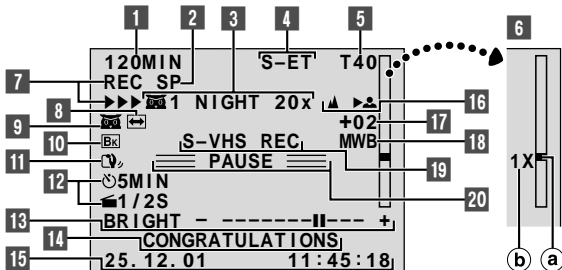 1 2 3 4 5 6
120MIN S-ET T40
7 REC SP
1 NIGHT 20x
8 16
9 +02 17
10 BK MWB 18
S-VHS REC 19
11 PAUSE 20
12 5MIN
1/2S
1X
13 BRIGHT - ------ --- +
14 CONGRATULATIONS
15 25.12.01 11:45:18
b a